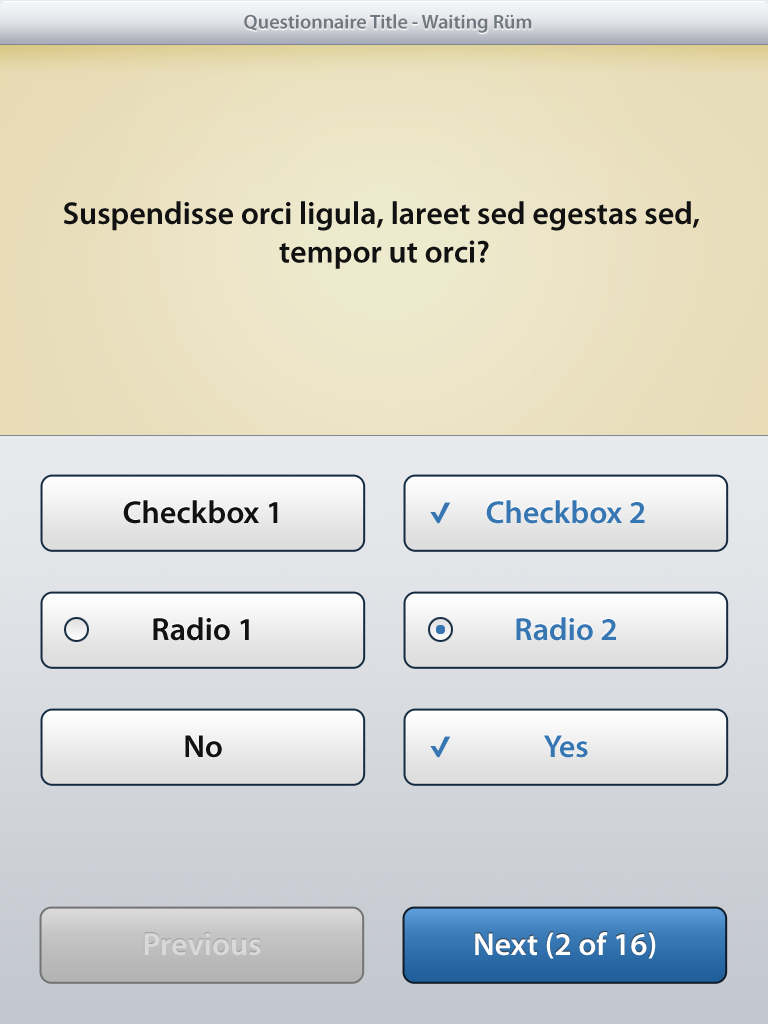 Questionnaire Title - Waiting Rüm
Suspendisse orci ligula, lareet sed egestas sed,
tempor ut orci?
Checkbox 1
✓ Checkbox 2
Radio 1
Radio 2
No
✓ Yes
Previous
Next (2 of 16)